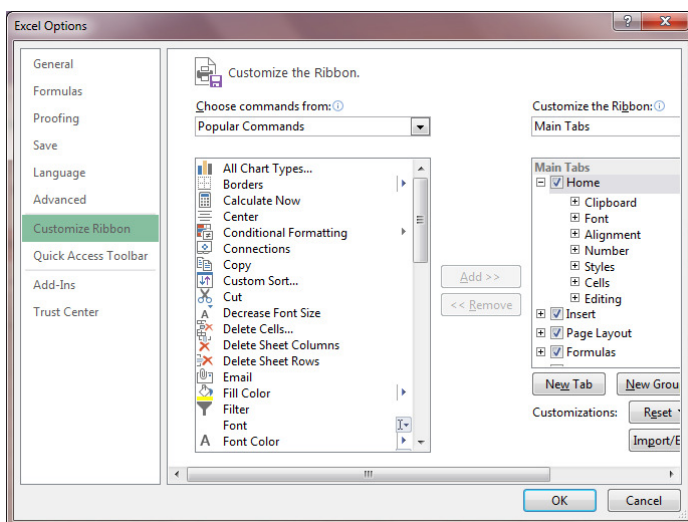 Excel Options
General
Formulas
Proofing
Save
Language
Advanced
Customize Ribbon
Quick Access Toolbar
Add-Ins
Trust Center
Customize the Ribbon.
Choose commands from:
Popular Commands
All Chart Types...
Borders
Calculate Now
Center
Conditional Formatting
Connections
Copy
Custom Sort...
Cut
Decrease Font Size
Delete Cells...
Delete Sheet Columns
Delete Sheet Rows
Email
Fill Color
Filter
Font
Font Color
Add >>
<< Remove
Customize the Ribbon:
Main Tabs
Main Tabs
Home
Clipboard
Font
Alignment
Number
Styles
Cells
Editing
Insert
Page Layout
Formulas
New Tab
New Grou
Customizations:
Reset
Import/E
OK
Cancel